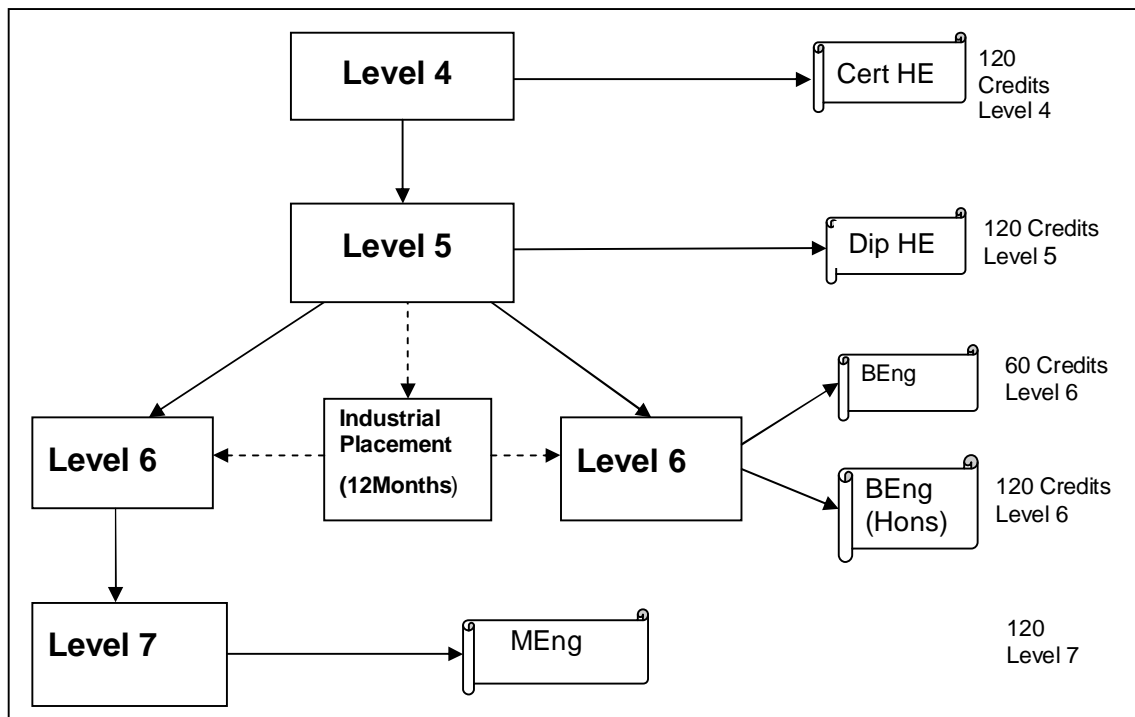 Level 4
Cert HE
120
Credits
Level 4
Level 5
Dip HE
120 Credits
Level 5
BEng
60 Credits
Level 6
Level 6
Industrial
Placement
(12Months)
Level 6
BEng
(Hons)
120 Credits
Level 6
Level 7
MEng
120
Level 7